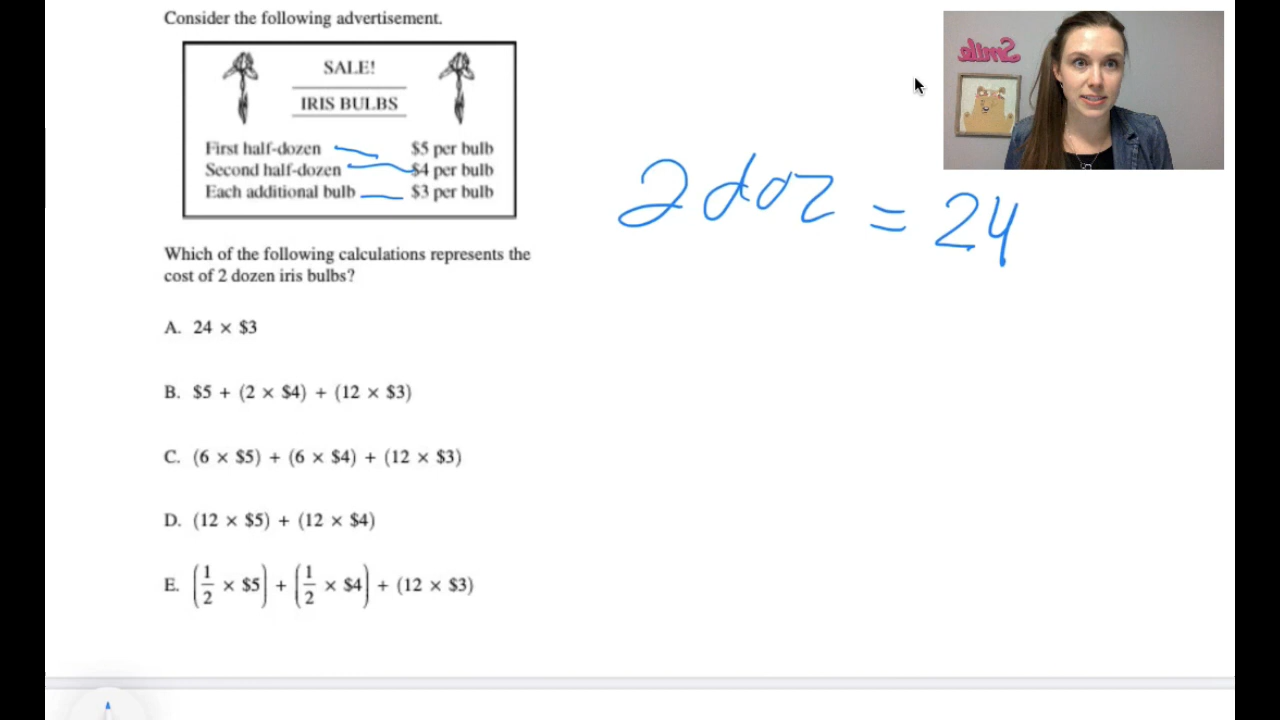 Consider the following advertisement.
SALE!
IRIS BULBS
First half-dozen $5 per bulb
Second half-dozen $4 per bulb
Each additional bulb $3 per bulb
Which of the following calculations represents the
cost of 2 dozen iris bulbs?
A. 24 × $3
B. $5 + (2 × $4) + (12 × $3)
C. (6 × $5) + (6 × $4) + (12 × $3)
D. (12 × $5) + (12 × $4)
E. (1/2 × $5) + (1/2 × $4) + (12 × $3)
2 doz = 24
Smile